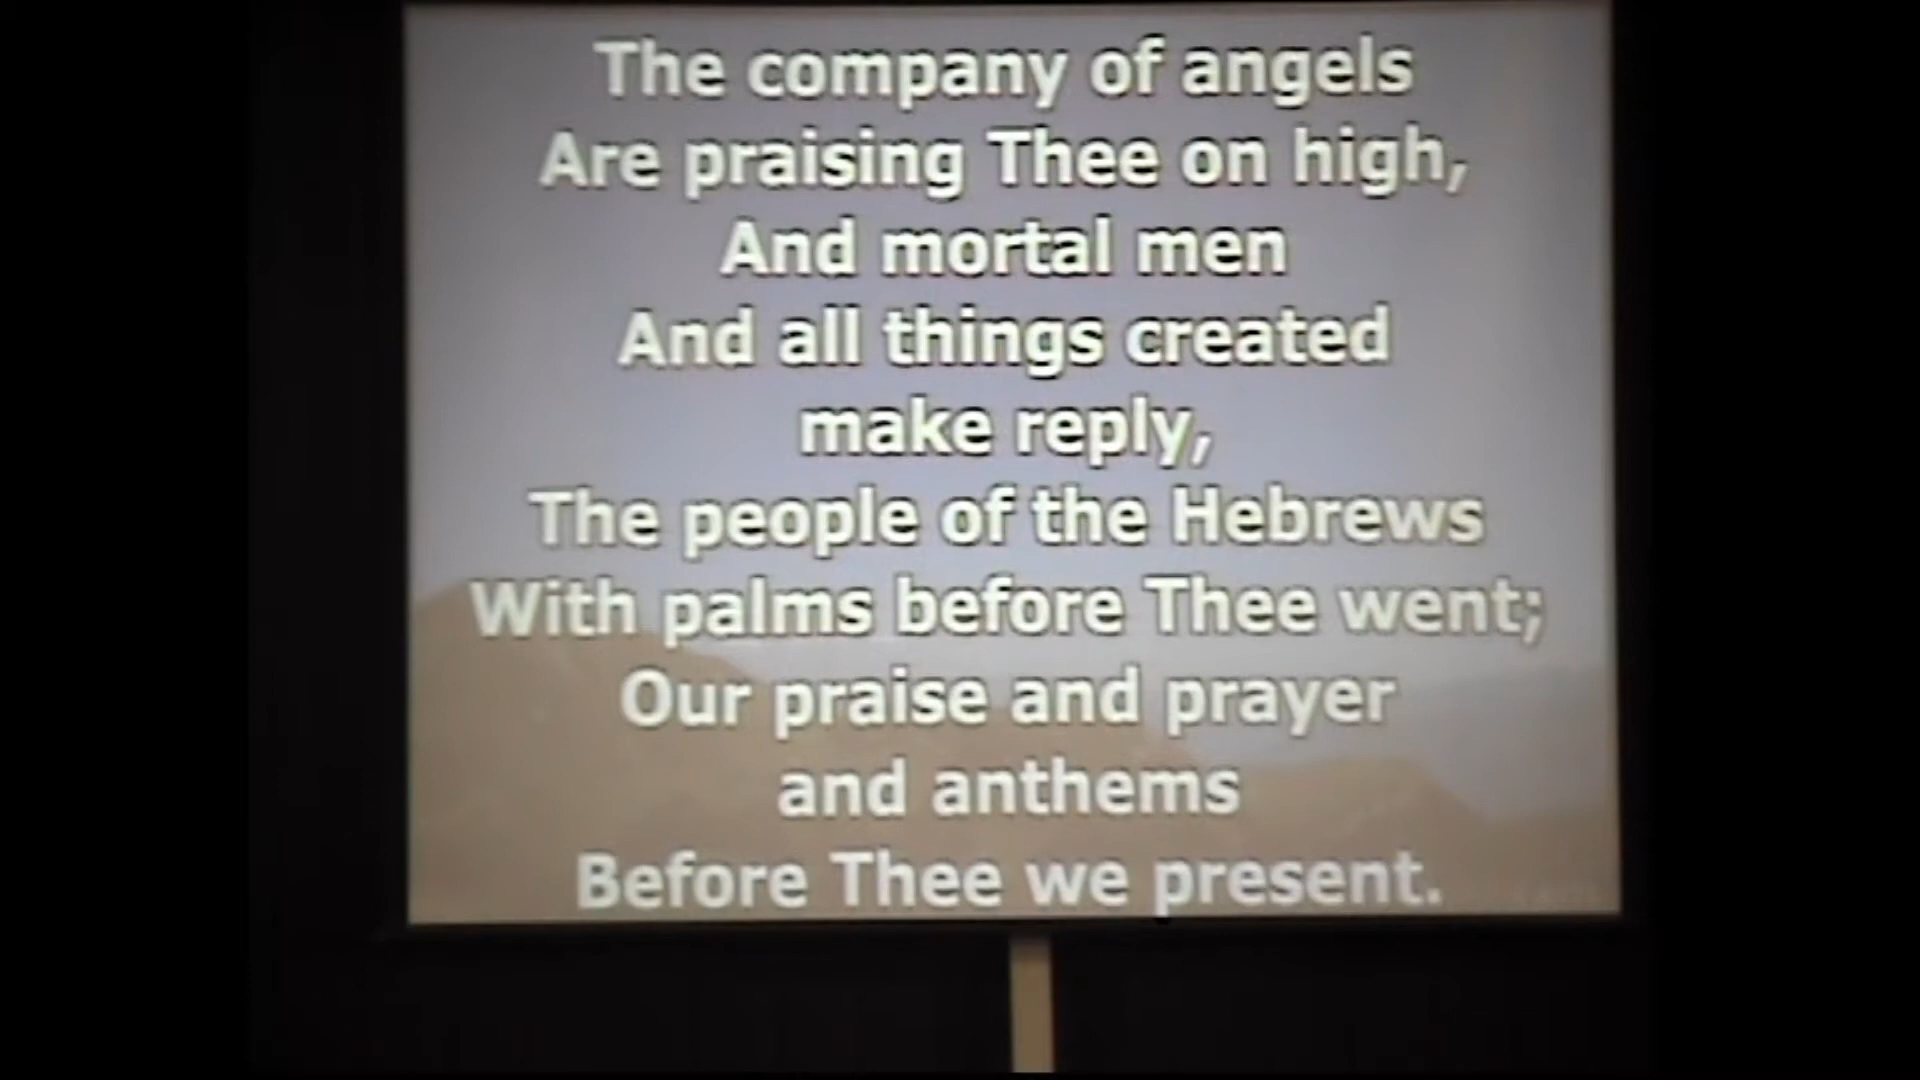 The company of angels
Are praising Thee on high,
And mortal men
And all things created
make reply,
The people of the Hebrews
With palms before Thee went;
Our praise and prayer
and anthems
Before Thee we present.